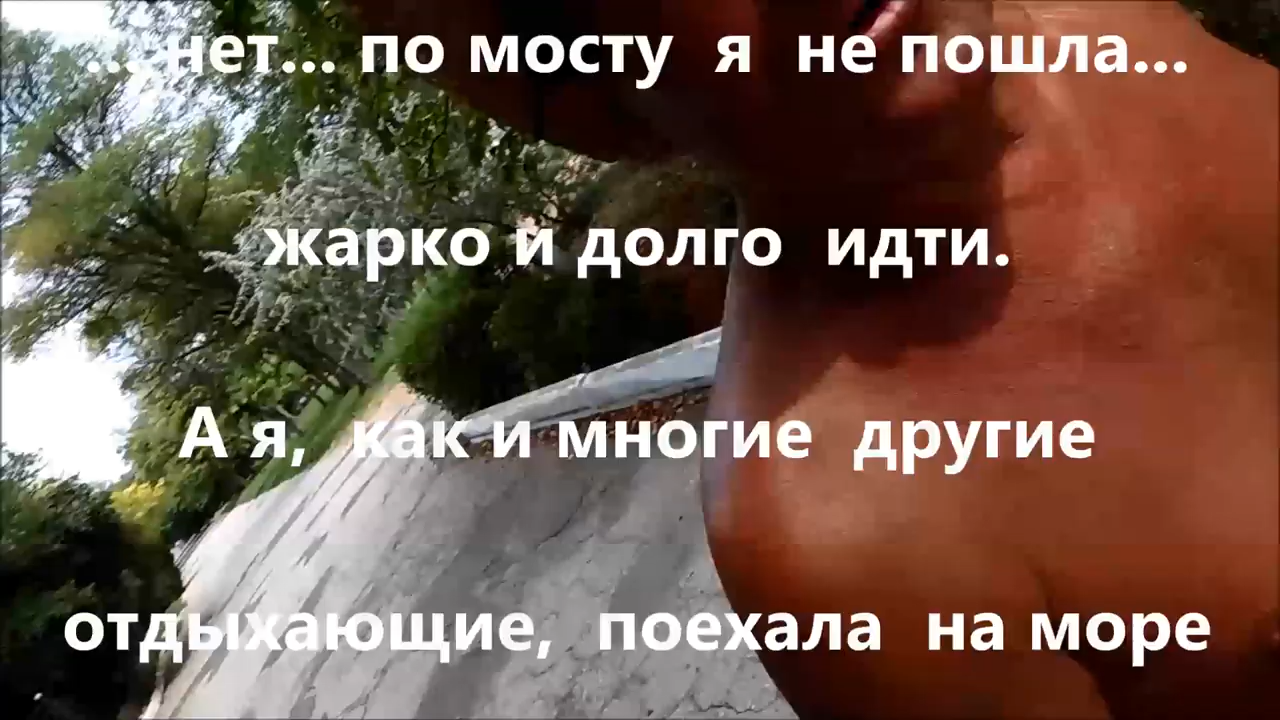 ... нет... по мосту я не пошла...
жарко и долго идти.
А я, как и многие другие
отдыхающие, поехала на море